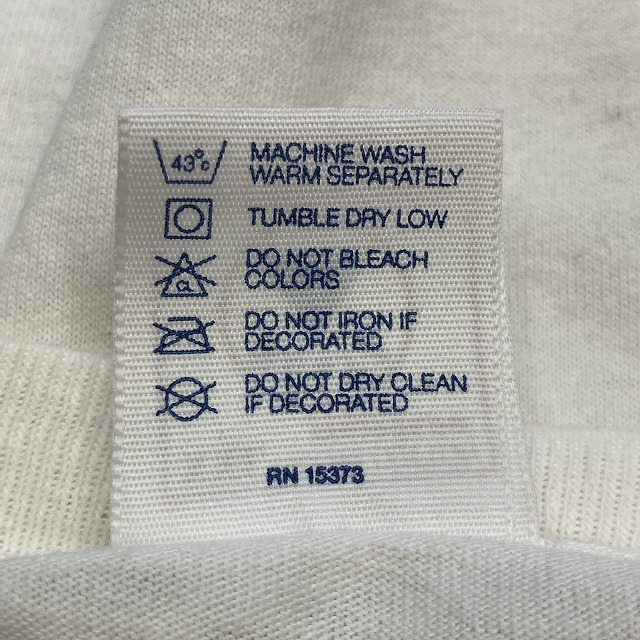 43°c
MACHINE WASH
WARM SEPARATELY
TUMBLE DRY LOW
DO NOT BLEACH
COLORS
DO NOT IRON IF
DECORATED
DO NOT DRY CLEAN
IF DECORATED
RN 15373